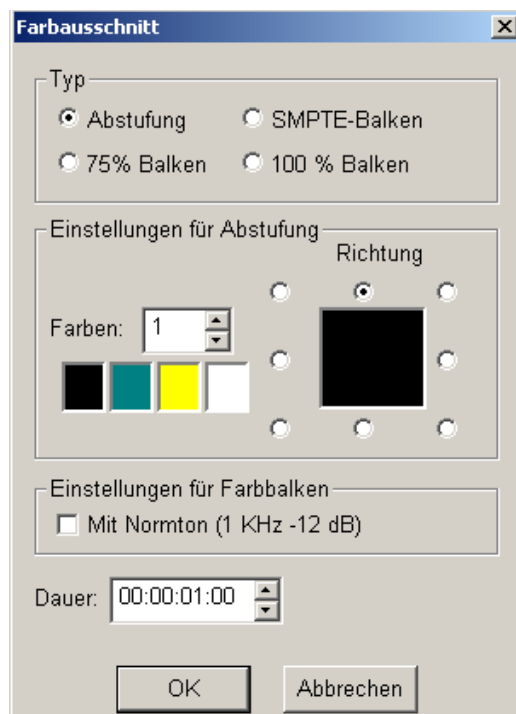 Farbausschnitt
Typ
Abstufung SMPTE-Balken
75% Balken 100 % Balken
Einstellungen für Abstufung
Richtung
Farben: 1
Einstellungen für Farbbalken
Mit Normton (1 KHz -12 dB)
Dauer: 00:00:01:00
OK Abbrechen